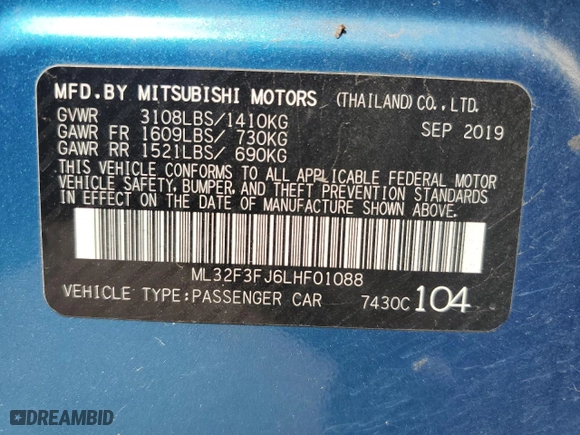 MFD.BY MITSUBISHI MOTORS (THAILAND) CO.,LTD.
GVWR 3108LBS/1410KG SEP 2019
GAWR FR 1609LBS/ 730KG
GAWR RR 1521LBS/ 690KG
THIS VEHICLE CONFORMS TO ALL APPLICABLE FEDERAL MOTOR
VEHICLE SAFETY, BUMPER, AND THEFT PREVENTION STANDARDS
IN EFFECT ON THE DATE OF MANUFACTURE SHOWN ABOVE.
ML32F3FJ6LHF01088
VEHICLE TYPE:PASSENGER CAR 7430C 104
DREAMBID